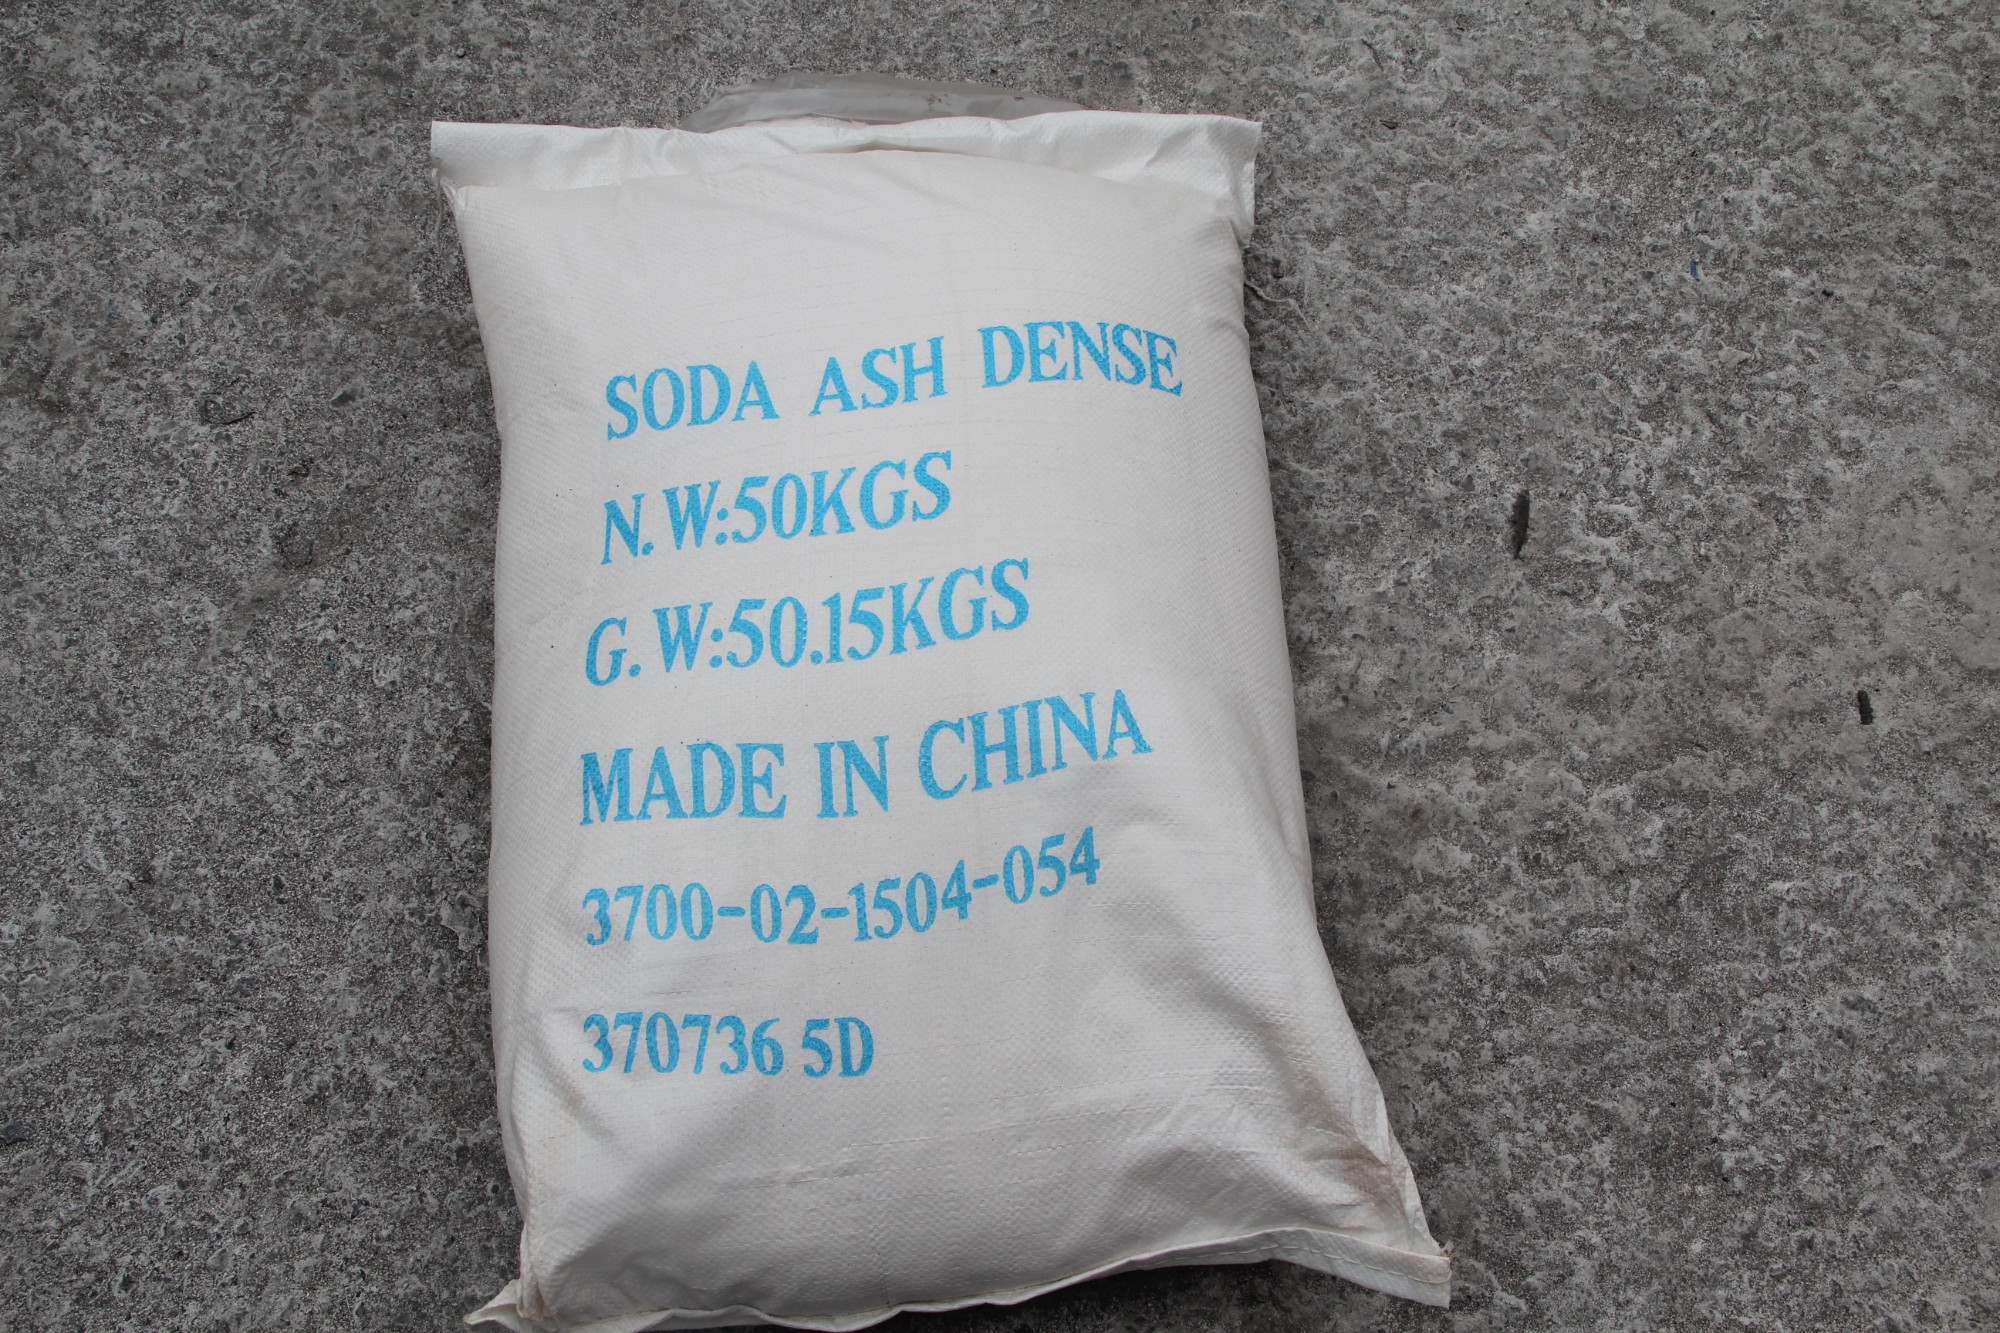 SODA ASH DENSE
N.W:50KGS
G.W:50.15KGS
MADE IN CHINA
3700-02-1504-054
370736 5D